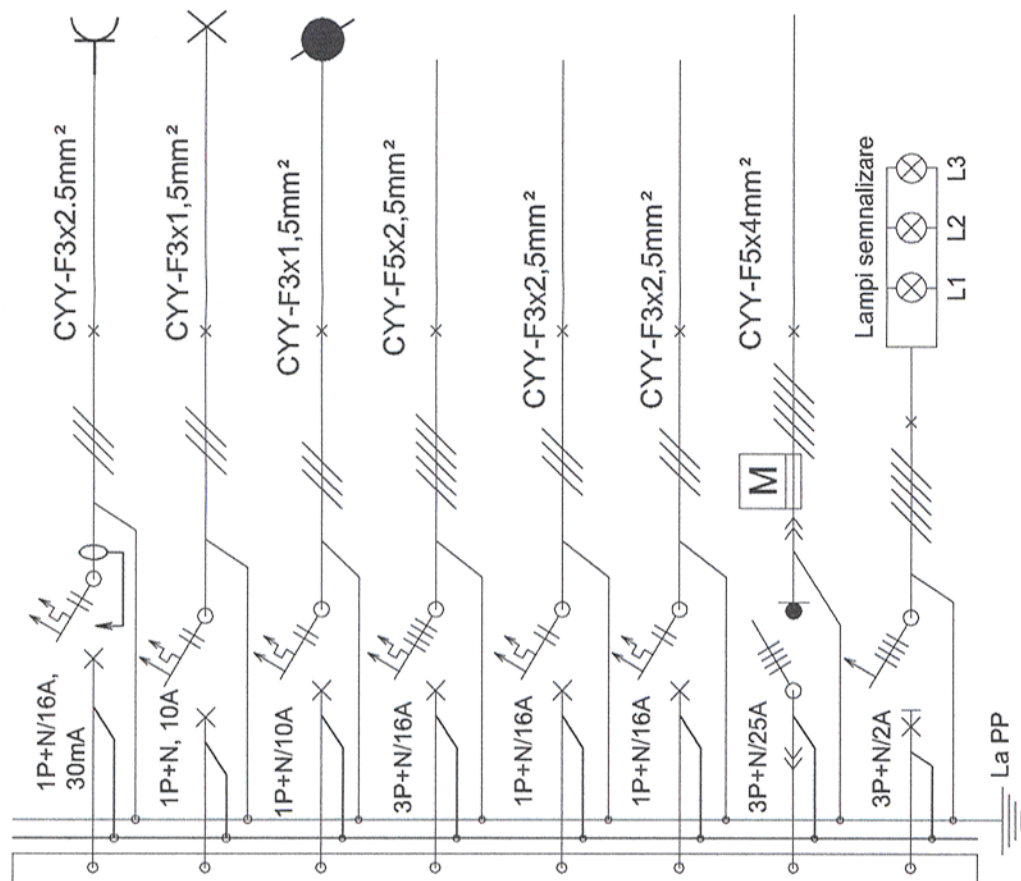 CYY-F3x2.5mm²
1P+N/16A,
30mA
CYY-F3x1,5mm²
1P+N, 10A
CYY-F3x1,5mm²
1P+N/10A
CYY-F5x2,5mm²
3P+N/16A
CYY-F3x2,5mm²
1P+N/16A
CYY-F3x2,5mm²
1P+N/16A
CYY-F5x4mm²
M
3P+N/25A
Lampi semnalizare
L1
L2
L3
3P+N/2A
La PP